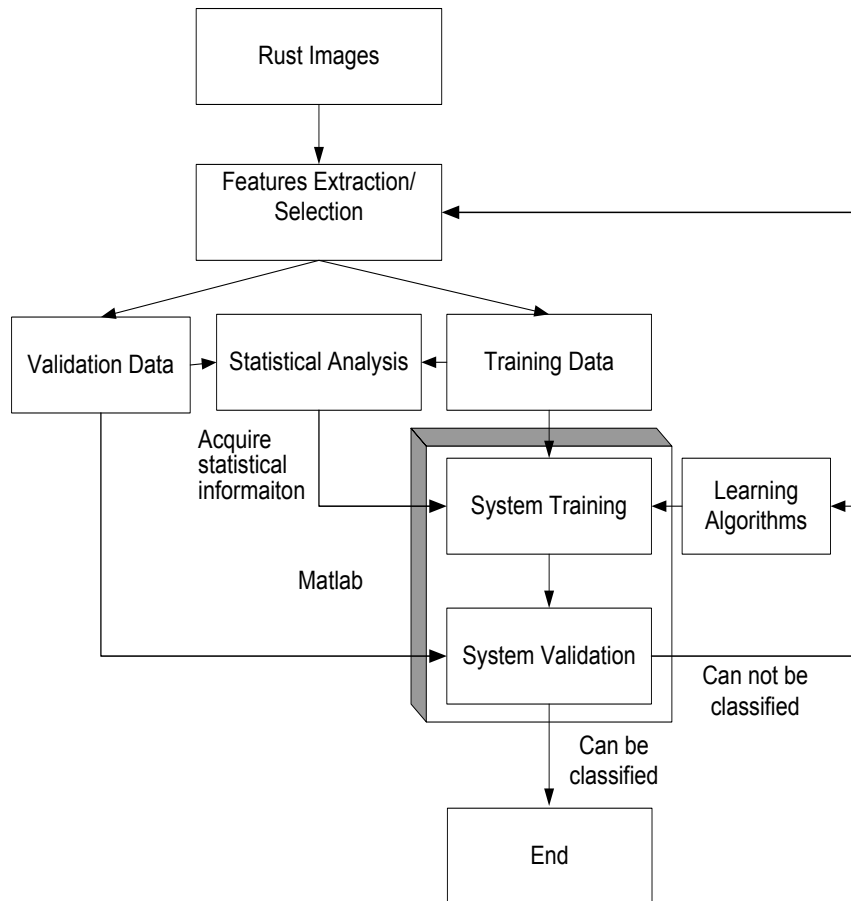 Rust Images
Features Extraction/
Selection
Validation Data
Statistical Analysis
Training Data
Acquire
statistical
informaiton
System Training
Learning
Algorithms
Matlab
System Validation
Can not be
classified
Can be
classified
End